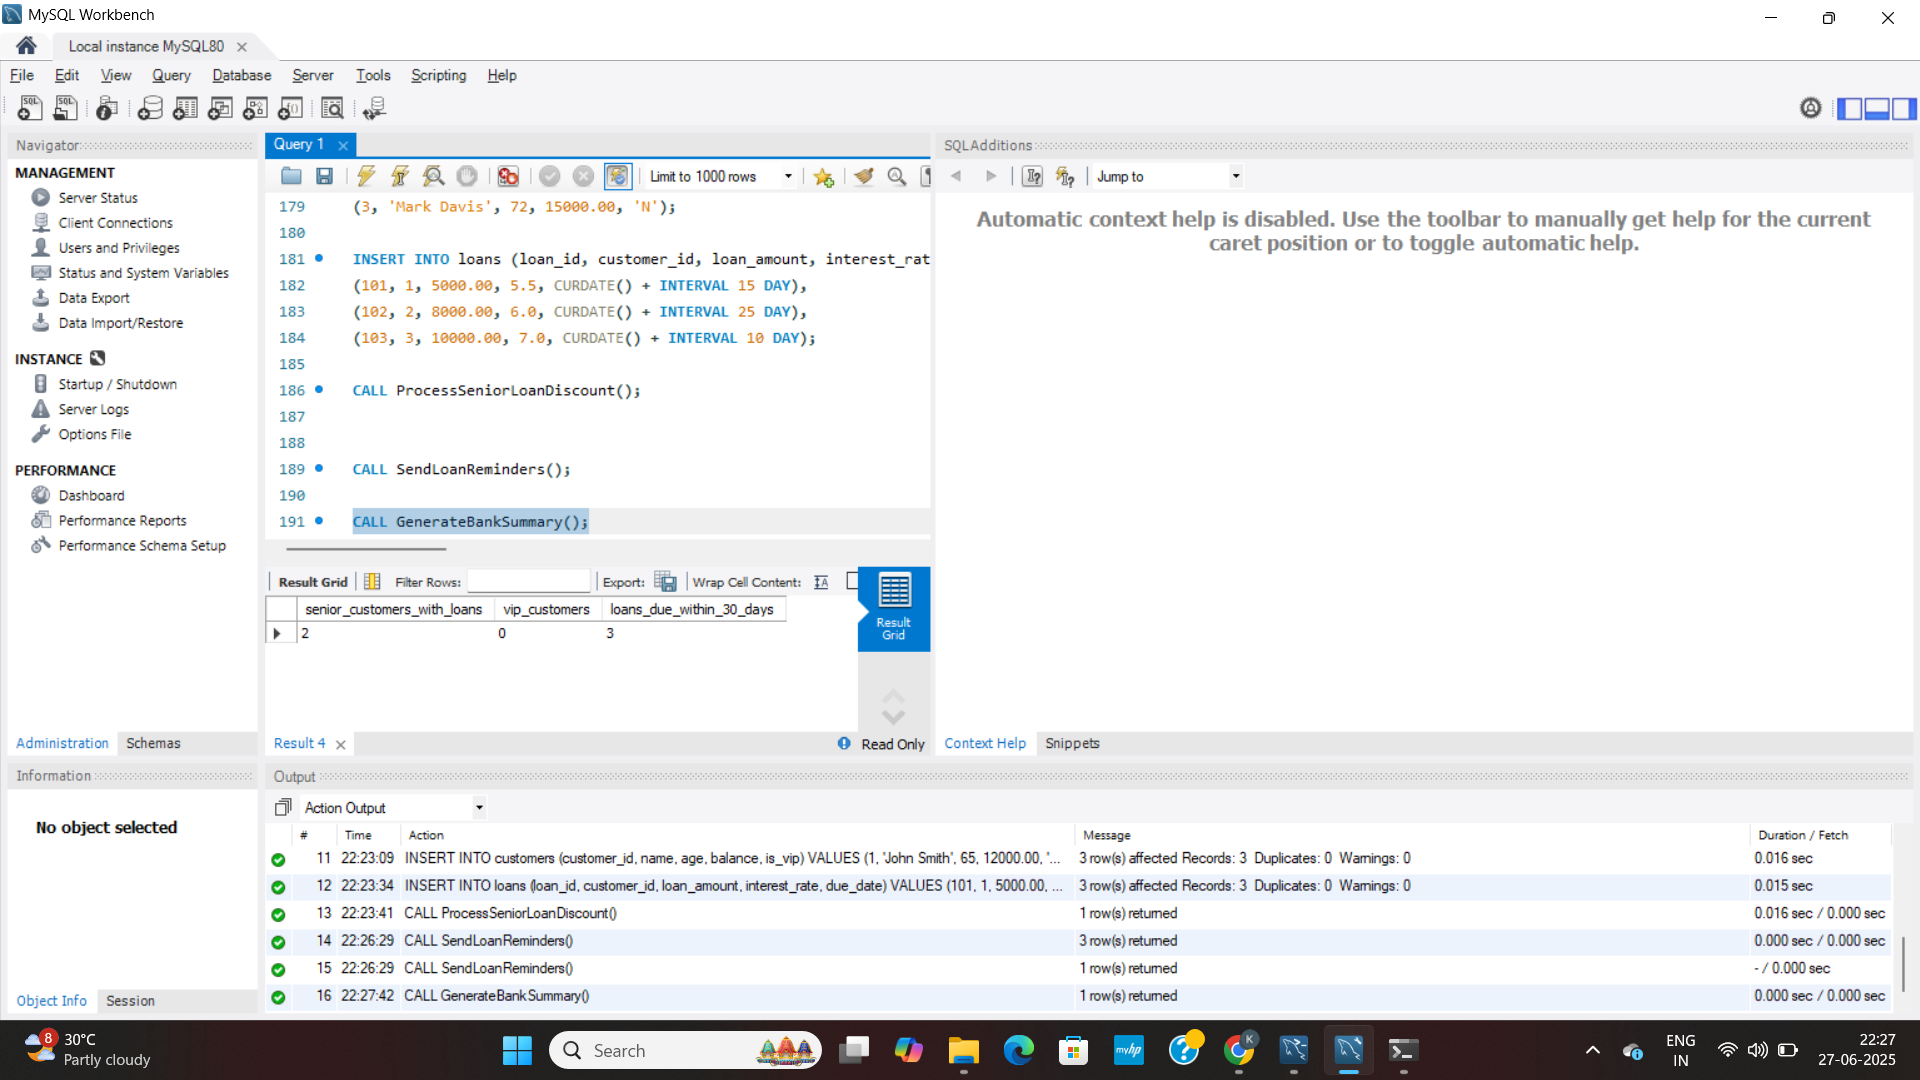 MySQL Workbench
Local instance MySQL80
File Edit View Query Database Server Tools Scripting Help
Navigator
MANAGEMENT
Server Status
Client Connections
Users and Privileges
Status and System Variables
Data Export
Data Import/Restore
INSTANCE
Startup / Shutdown
Server Logs
Options File
PERFORMANCE
Dashboard
Performance Reports
Performance Schema Setup
Administration Schemas
Query 1
Limit to 1000 rows
179 (3, 'Mark Davis', 72, 15000.00, 'N');
180
181 INSERT INTO loans (loan_id, customer_id, loan_amount, interest_rat
182 (101, 1, 5000.00, 5.5, CURDATE() + INTERVAL 15 DAY),
183 (102, 2, 8000.00, 6.0, CURDATE() + INTERVAL 25 DAY),
184 (103, 3, 10000.00, 7.0, CURDATE() + INTERVAL 10 DAY);
185
186 CALL ProcessSeniorLoanDiscount();
187
188
189 CALL SendLoanReminders();
190
191 CALL GenerateBankSummary();
Result Grid Filter Rows: Export: Wrap Cell Content:
senior_customers_with_loans vip_customers loans_due_within_30_days
2 0 3
Result
Grid
Result 4 Read Only
SQLAdditions
Jump to
Automatic context help is disabled. Use the toolbar to manually get help for the current
caret position or to toggle automatic help.
Context Help Snippets
Information
No object selected
Object Info Session
Output
Action Output
# Time Action Message Duration / Fetch
11 22:23:09 INSERT INTO customers (customer_id, name, age, balance, is_vip) VALUES (1, 'John Smith', 65, 12000.00, '... 3 row(s) affected Records: 3 Duplicates: 0 Warnings: 0 0.016 sec
12 22:23:34 INSERT INTO loans (loan_id, customer_id, loan_amount, interest_rate, due_date) VALUES (101, 1, 5000.00, ... 3 row(s) affected Records: 3 Duplicates: 0 Warnings: 0 0.015 sec
13 22:23:41 CALL ProcessSeniorLoanDiscount() 1 row(s) returned 0.016 sec / 0.000 sec
14 22:26:29 CALL SendLoanReminders() 3 row(s) returned 0.000 sec / 0.000 sec
15 22:26:29 CALL SendLoanReminders() 1 row(s) returned - / 0.000 sec
16 22:27:42 CALL GenerateBankSummary() 1 row(s) returned 0.000 sec / 0.000 sec
8
30°C
Partly cloudy
Search
myhp
K
ENG
IN
22:27
27-06-2025